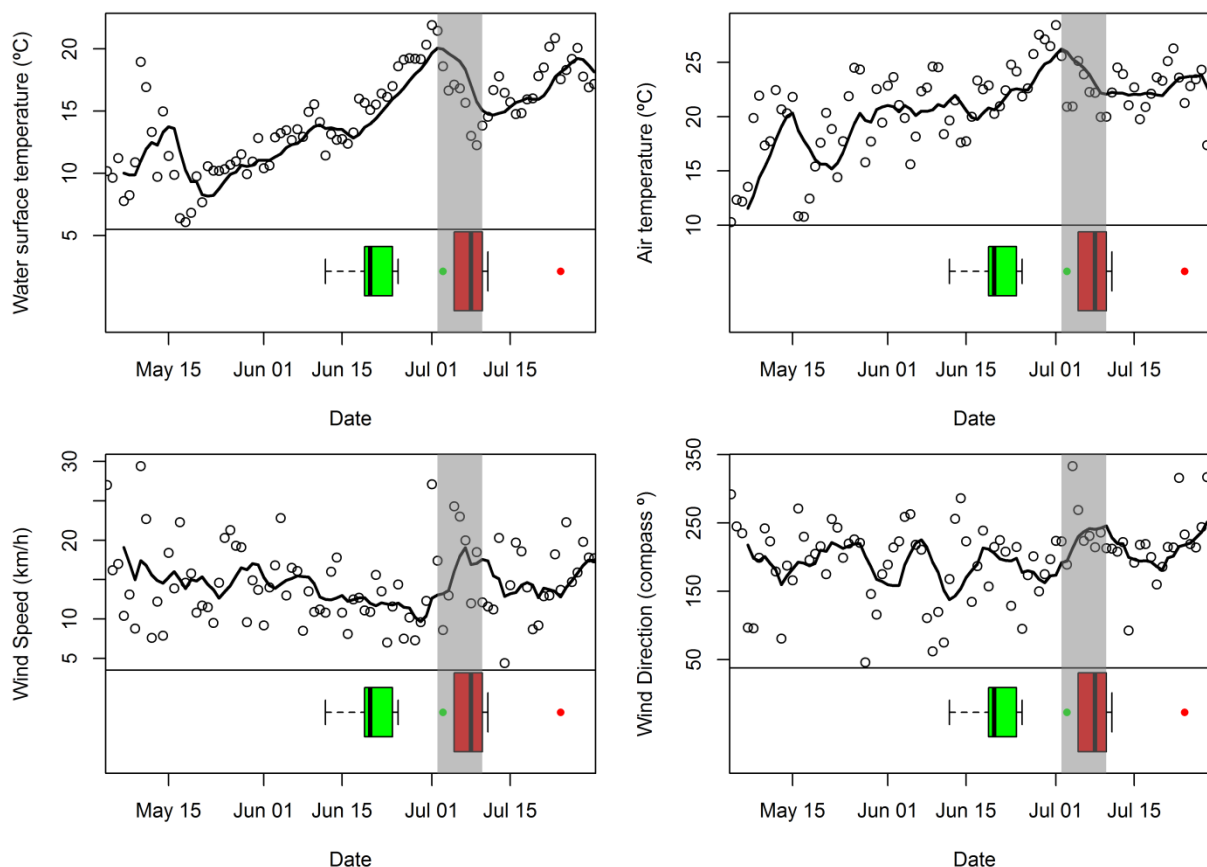 Water surface temperature (ºC)
20
15
10
5
May 15 Jun 01 Jun 15 Jul 01 Jul 15
Date
Air temperature (ºC)
25
20
15
10
May 15 Jun 01 Jun 15 Jul 01 Jul 15
Date
Wind Speed (km/h)
30
20
10
5
May 15 Jun 01 Jun 15 Jul 01 Jul 15
Date
Wind Direction (compass º)
350
250
150
50
May 15 Jun 01 Jun 15 Jul 01 Jul 15
Date